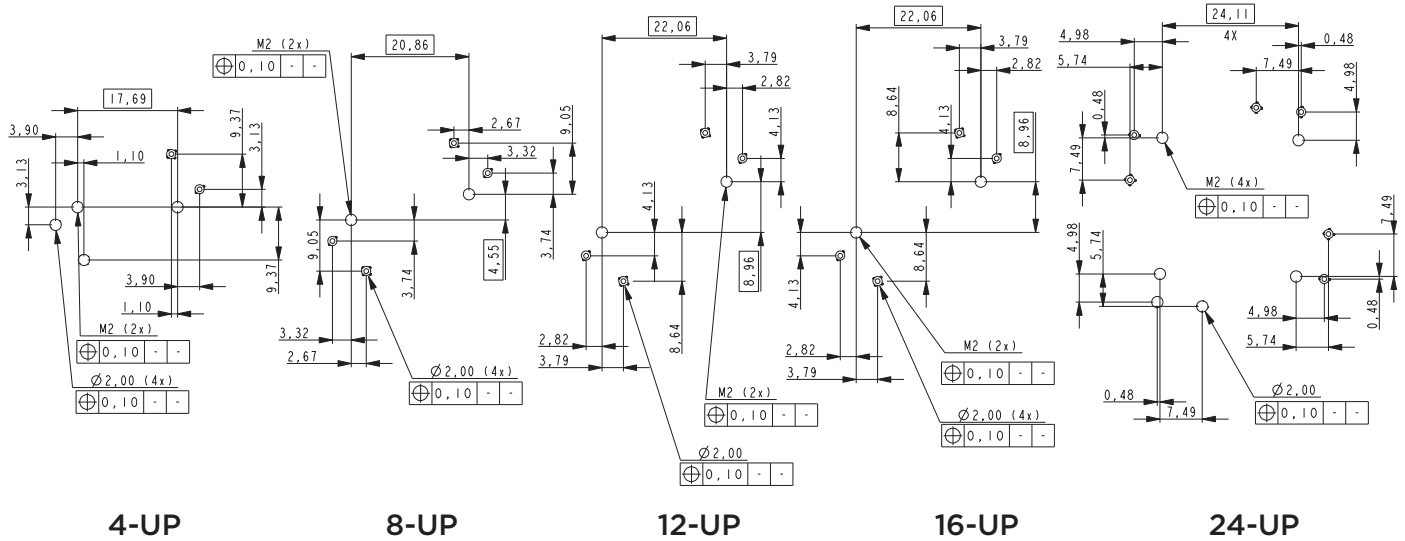 17,69
3,90
9,37
3,13
1,10
3,13
3,90
9,37
1,10
M2 (2x)
⌖ 0,10 - -
Ø2,00 (4x)
⌖ 0,10 - -
4-UP
M2 (2x)
⌖ 0,10 - -
20,86
2,67
9,05
3,32
9,05
3,74
3,74
4,55
3,32
2,67
Ø2,00 (4x)
⌖ 0,10 - -
8-UP
22,06
3,79
2,82
4,13
4,13
8,96
2,82
3,79
8,64
M2 (2x)
⌖ 0,10 - -
Ø2,00
⌖ 0,10 - -
12-UP
22,06
3,79
2,82
8,64
4,13
8,96
4,13
8,64
2,82
3,79
M2 (2x)
⌖ 0,10 - -
Ø2,00 (4x)
⌖ 0,10 - -
16-UP
24,11
4X
4,98
0,48
5,74
7,49
4,98
0,48
7,49
M2 (4x)
⌖ 0,10 - -
7,49
4,98
5,74
4,98
0,48
5,74
0,48
7,49
Ø2,00
⌖ 0,10 - -
24-UP